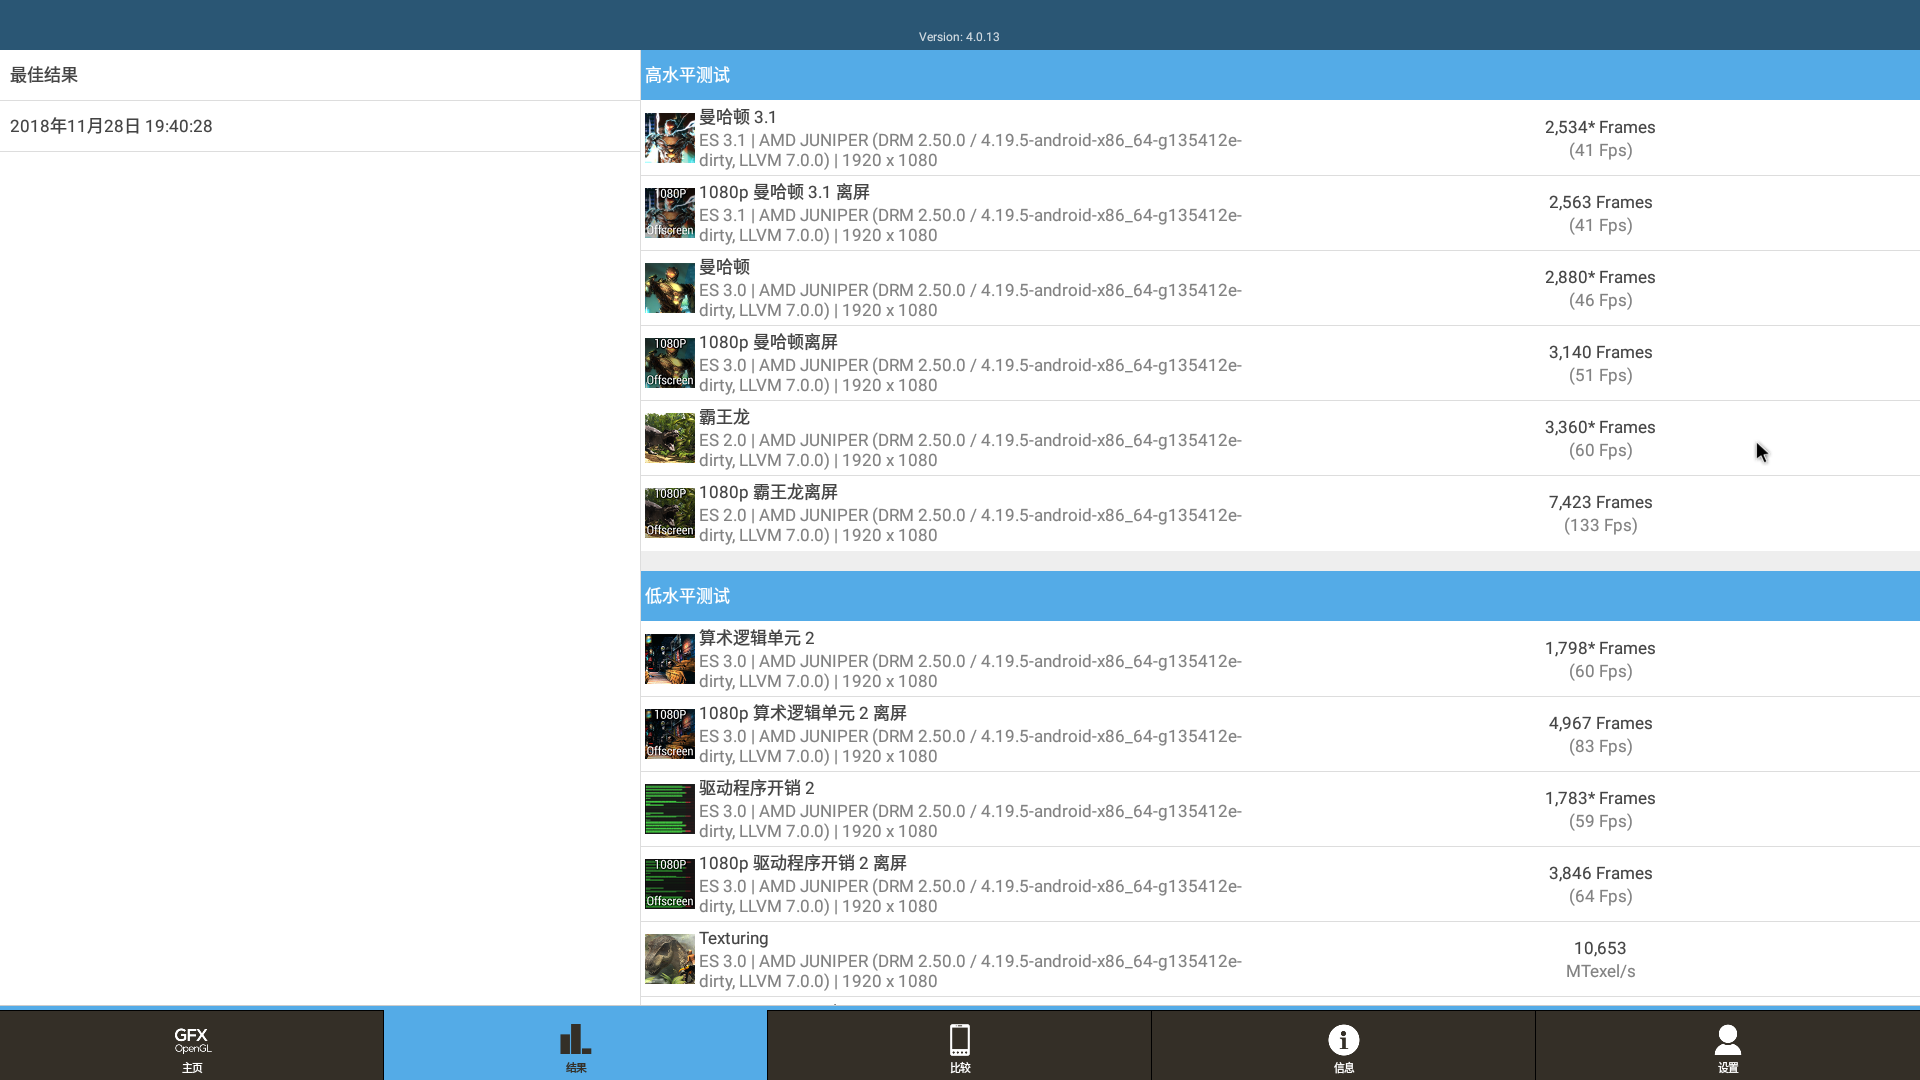 Version: 4.0.13
最佳结果
2018年11月28日 19:40:28
高水平测试
曼哈顿 3.1
ES 3.1 | AMD JUNIPER (DRM 2.50.0 / 4.19.5-android-x86_64-g135412e-
dirty, LLVM 7.0.0) | 1920 x 1080
2,534* Frames
(41 Fps)
1080P
Offscreen
1080p 曼哈顿 3.1 离屏
ES 3.1 | AMD JUNIPER (DRM 2.50.0 / 4.19.5-android-x86_64-g135412e-
dirty, LLVM 7.0.0) | 1920 x 1080
2,563 Frames
(41 Fps)
曼哈顿
ES 3.0 | AMD JUNIPER (DRM 2.50.0 / 4.19.5-android-x86_64-g135412e-
dirty, LLVM 7.0.0) | 1920 x 1080
2,880* Frames
(46 Fps)
1080P
Offscreen
1080p 曼哈顿离屏
ES 3.0 | AMD JUNIPER (DRM 2.50.0 / 4.19.5-android-x86_64-g135412e-
dirty, LLVM 7.0.0) | 1920 x 1080
3,140 Frames
(51 Fps)
霸王龙
ES 2.0 | AMD JUNIPER (DRM 2.50.0 / 4.19.5-android-x86_64-g135412e-
dirty, LLVM 7.0.0) | 1920 x 1080
3,360* Frames
(60 Fps)
1080P
Offscreen
1080p 霸王龙离屏
ES 2.0 | AMD JUNIPER (DRM 2.50.0 / 4.19.5-android-x86_64-g135412e-
dirty, LLVM 7.0.0) | 1920 x 1080
7,423 Frames
(133 Fps)
低水平测试
算术逻辑单元 2
ES 3.0 | AMD JUNIPER (DRM 2.50.0 / 4.19.5-android-x86_64-g135412e-
dirty, LLVM 7.0.0) | 1920 x 1080
1,798* Frames
(60 Fps)
1080P
Offscreen
1080p 算术逻辑单元 2 离屏
ES 3.0 | AMD JUNIPER (DRM 2.50.0 / 4.19.5-android-x86_64-g135412e-
dirty, LLVM 7.0.0) | 1920 x 1080
4,967 Frames
(83 Fps)
驱动程序开销 2
ES 3.0 | AMD JUNIPER (DRM 2.50.0 / 4.19.5-android-x86_64-g135412e-
dirty, LLVM 7.0.0) | 1920 x 1080
1,783* Frames
(59 Fps)
1080P
Offscreen
1080p 驱动程序开销 2 离屏
ES 3.0 | AMD JUNIPER (DRM 2.50.0 / 4.19.5-android-x86_64-g135412e-
dirty, LLVM 7.0.0) | 1920 x 1080
3,846 Frames
(64 Fps)
Texturing
ES 3.0 | AMD JUNIPER (DRM 2.50.0 / 4.19.5-android-x86_64-g135412e-
dirty, LLVM 7.0.0) | 1920 x 1080
10,653
MTexel/s
GFX
OpenGL
主页
结果
比较
信息
设置